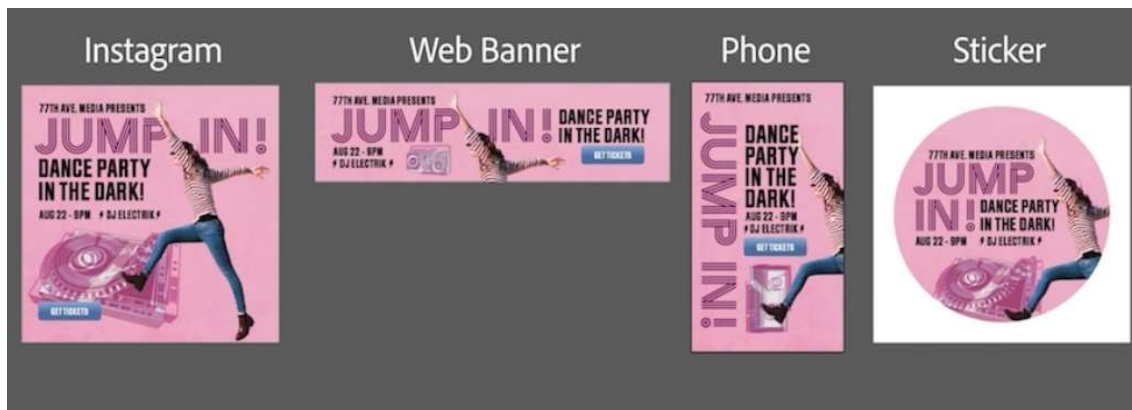 Instagram
77TH AVE. MEDIA PRESENTS
JUMP IN!
DANCE PARTY
IN THE DARK!
AUG 22 - 9PM DJ ELECTRIK
GET TICKETS
Web Banner
77TH AVE. MEDIA PRESENTS
JUMP IN!
AUG 22 - 9PM
DJ ELECTRIK
DANCE PARTY
IN THE DARK!
GET TICKETS
Phone
77TH AVE. MEDIA PRESENTS
JUMP IN!
DANCE
PARTY
IN THE
DARK!
AUG 22 - 9PM
DJ ELECTRIK
GET TICKETS
Sticker
77TH AVE. MEDIA PRESENTS
JUMP
IN!
DANCE PARTY
IN THE DARK!
AUG 22 - 9PM DJ ELECTRIK